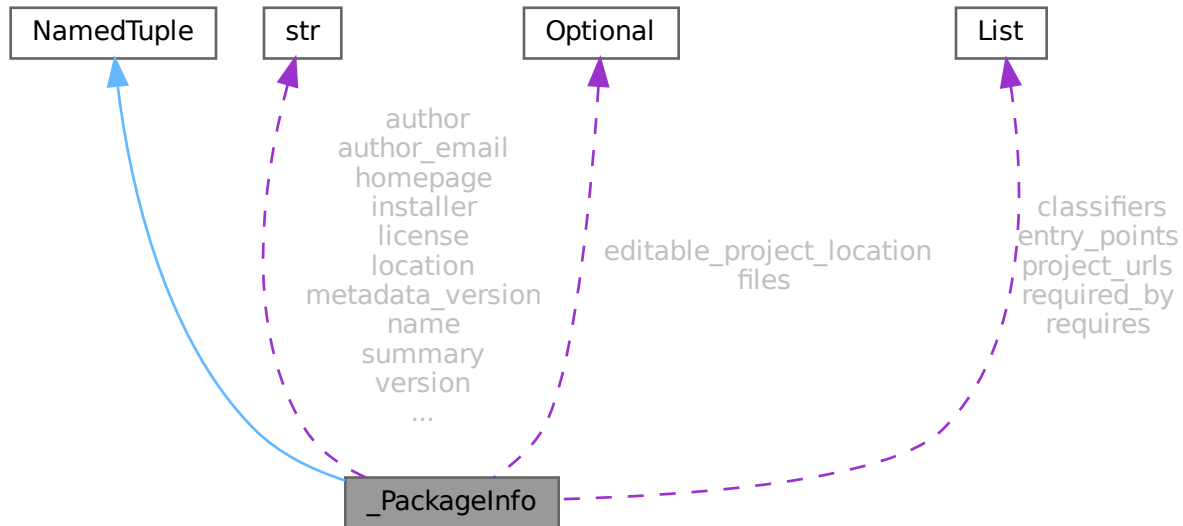 NamedTuple
str
Optional
List
author
author_email
homepage
installer
license
location
metadata_version
name
summary
version
...
editable_project_location
files
classifiers
entry_points
project_urls
required_by
requires
_PackageInfo